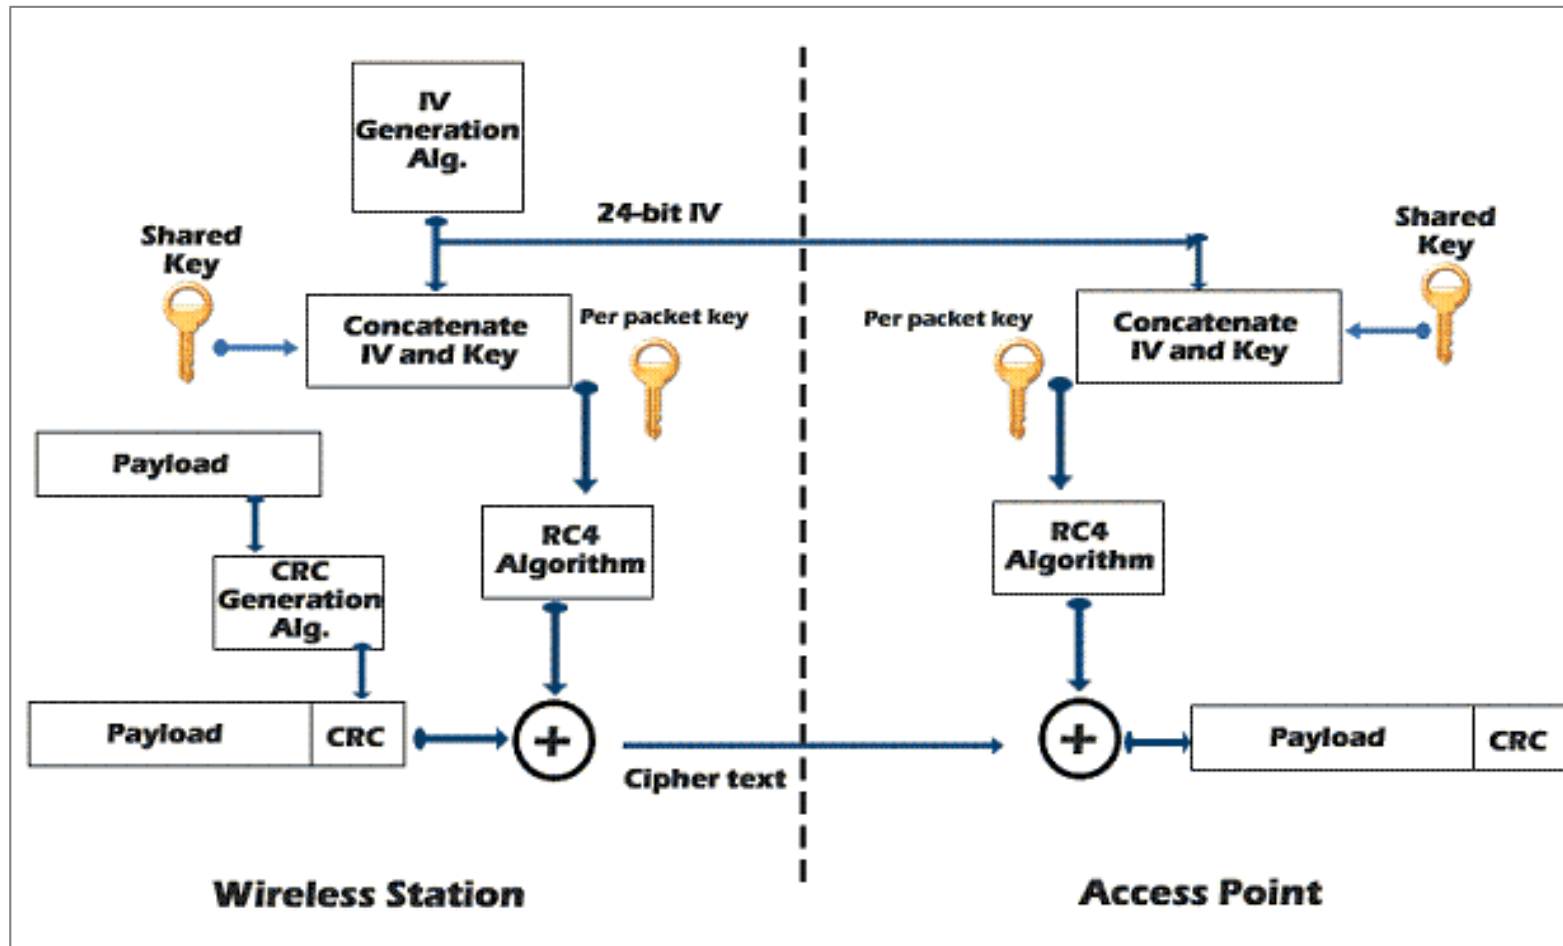 IV
Generation
Alg.
24-bit IV
Shared
Key
Shared
Key
Concatenate
IV and Key
Per packet key
Per packet key
Concatenate
IV and Key
Payload
RC4
Algorithm
RC4
Algorithm
CRC
Generation
Alg.
Payload
CRC
+
+
Payload
CRC
Cipher text
Wireless Station
Access Point